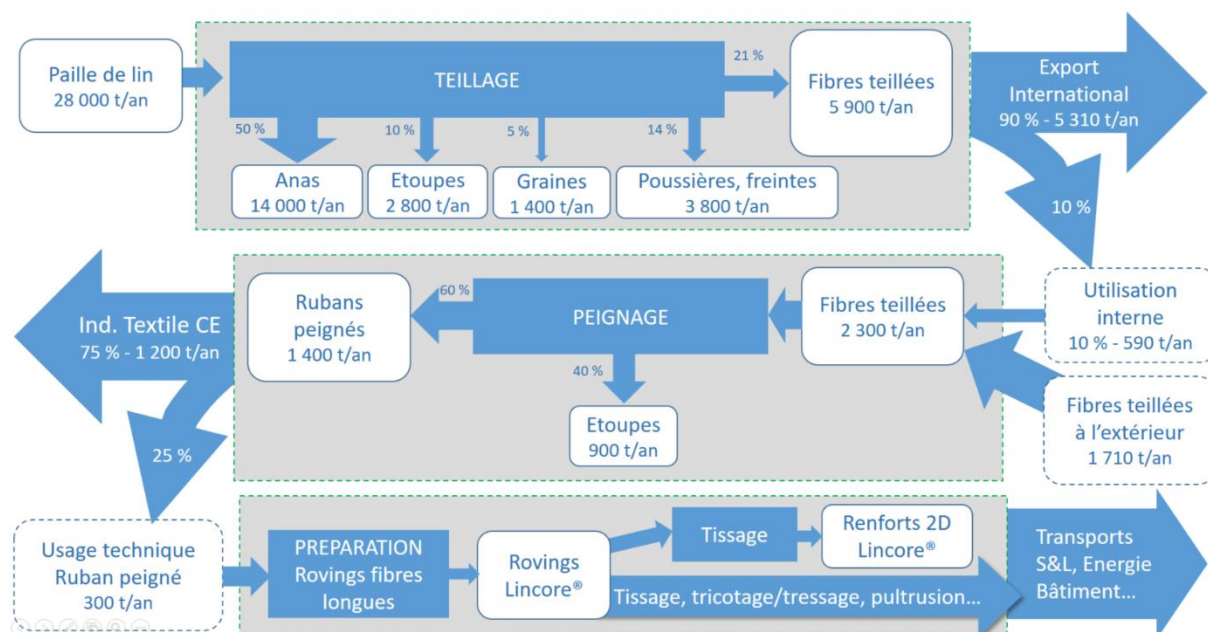 Paille de lin
28 000 t/an
TEILLAGE
21 %
Fibres teillées
5 900 t/an
Export
International
90 % - 5 310 t/an
50 %
10 %
5 %
14 %
Anas
14 000 t/an
Etoupes
2 800 t/an
Graines
1 400 t/an
Poussières, freintes
3 800 t/an
10 %
Ind. Textile CE
75 % - 1 200 t/an
Rubans
peignés
1 400 t/an
60 %
PEIGNAGE
40 %
Fibres teillées
2 300 t/an
Utilisation
interne
10 % - 590 t/an
Etoupes
900 t/an
Fibres teillées
à l'extérieur
1 710 t/an
25 %
Usage technique
Ruban peigné
300 t/an
PREPARATION
Rovings fibres
longues
Rovings
Lincore®
Tissage
Renforts 2D
Lincore®
Tissage, tricotage/tressage, pultrusion...
Transports
S&L, Energie
Bâtiment...